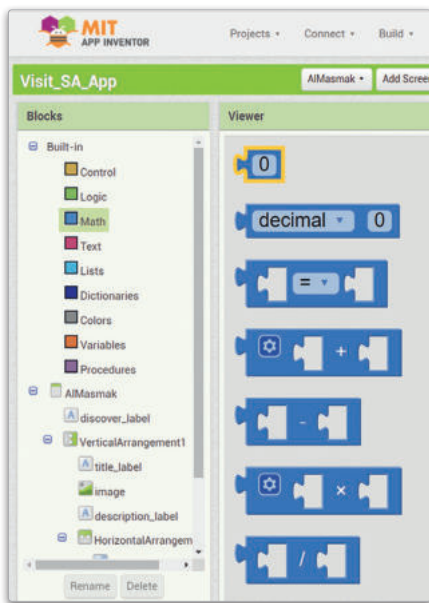 MIT
APP INVENTOR
Projects Connect Build
Visit_SA_App
AlMasmak Add Scree
Blocks
Viewer
Built-in
Control
Logic
Math
Text
Lists
Dictionaries
Colors
Variables
Procedures
AlMasmak
discover_label
VerticalArrangement1
title_label
image
description_label
HorizontalArrangem
Rename Delete
0
decimal 0
=
+
-
×
/